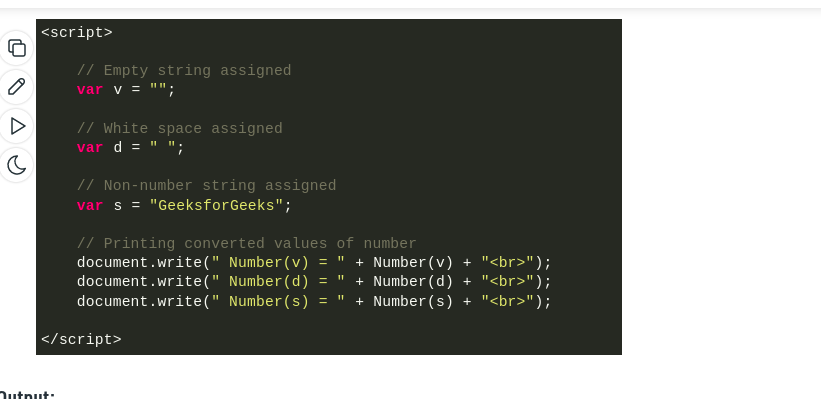 <script>
// Empty string assigned
var v = "";
// White space assigned
var d = " ";
// Non-number string assigned
var s = "GeeksforGeeks";
// Printing converted values of number
document.write(" Number(v) = " + Number(v) + "<br>");
document.write(" Number(d) = " + Number(d) + "<br>");
document.write(" Number(s) = " + Number(s) + "<br>");
</script>
Output: